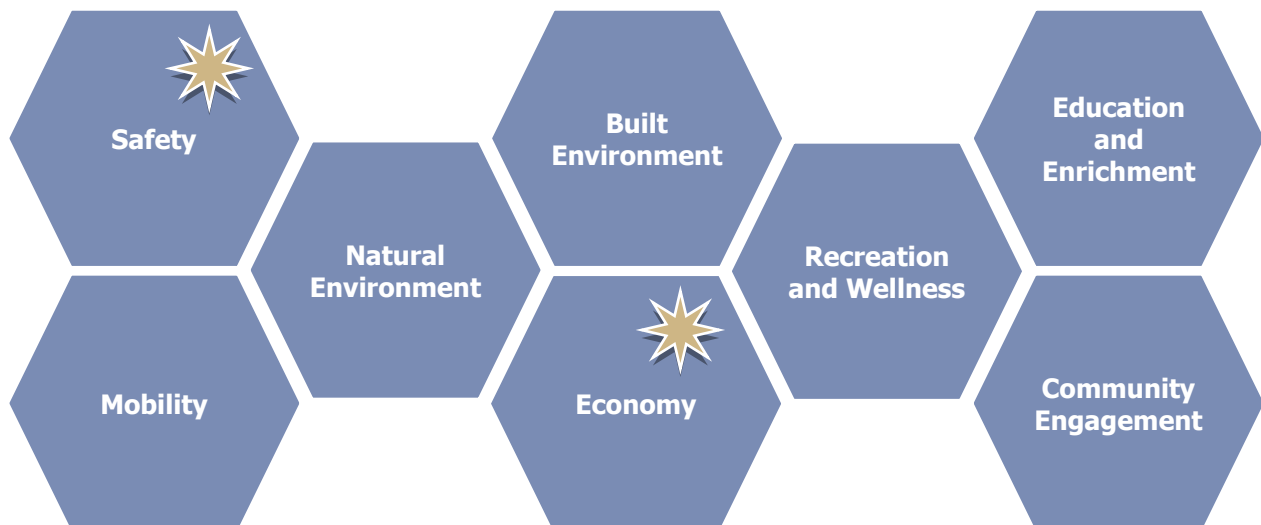 Safety
Built
Environment
Education
and
Enrichment
Natural
Environment
Recreation
and Wellness
Mobility
Economy
Community
Engagement